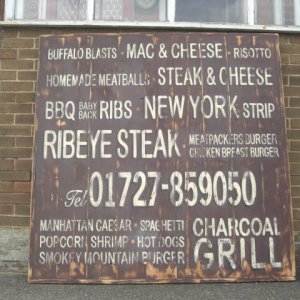 BUFFALO BLASTS • MAC & CHEESE • RISOTTO
HOMEMADE MEATBALLS • STEAK & CHEESE
BBQ BABY BACK RIBS • NEW YORK STRIP
RIBEYE STEAK • MEATPACKERS BURGER
CHICKEN BREAST BURGER
Tel 01727-859050
MANHATTAN CAESAR • SPAGHETTI
POPCORN SHRIMP • HOT DOGS
SMOKEY MOUNTAIN BURGER
CHARCOAL
GRILL